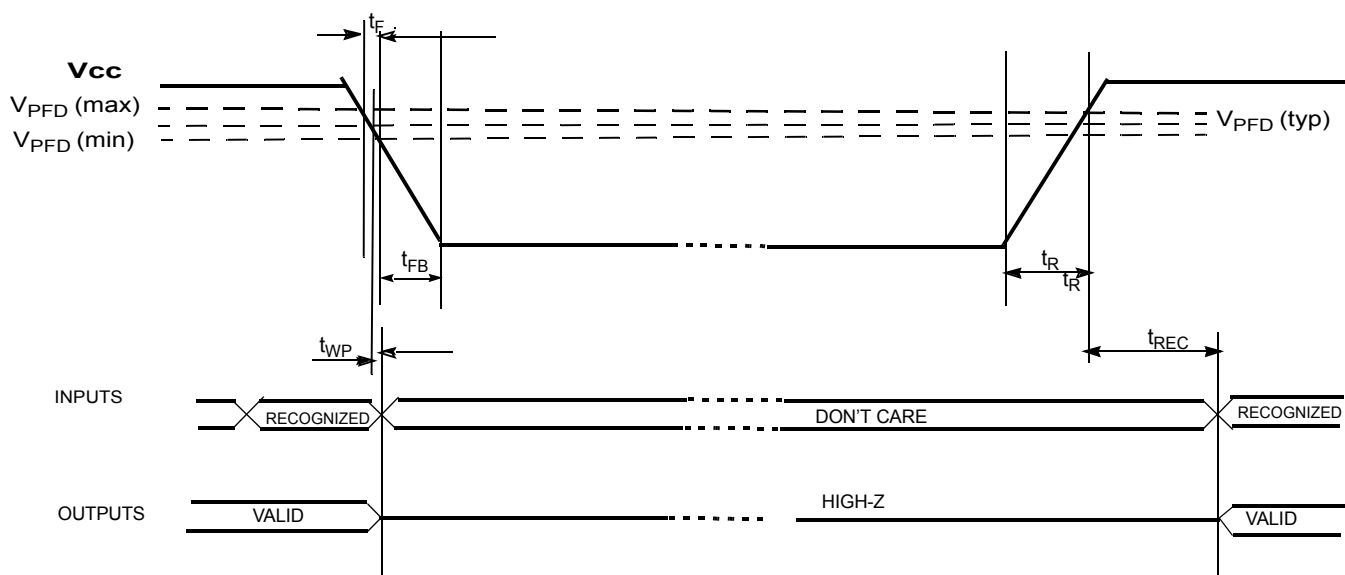 tF
Vcc
VPFD (max)
VPFD (typ)
VPFD (min)
tFB
tR
tR
tWP
tREC
INPUTS
RECOGNIZED
DON'T CARE
RECOGNIZED
OUTPUTS
VALID
HIGH-Z
VALID